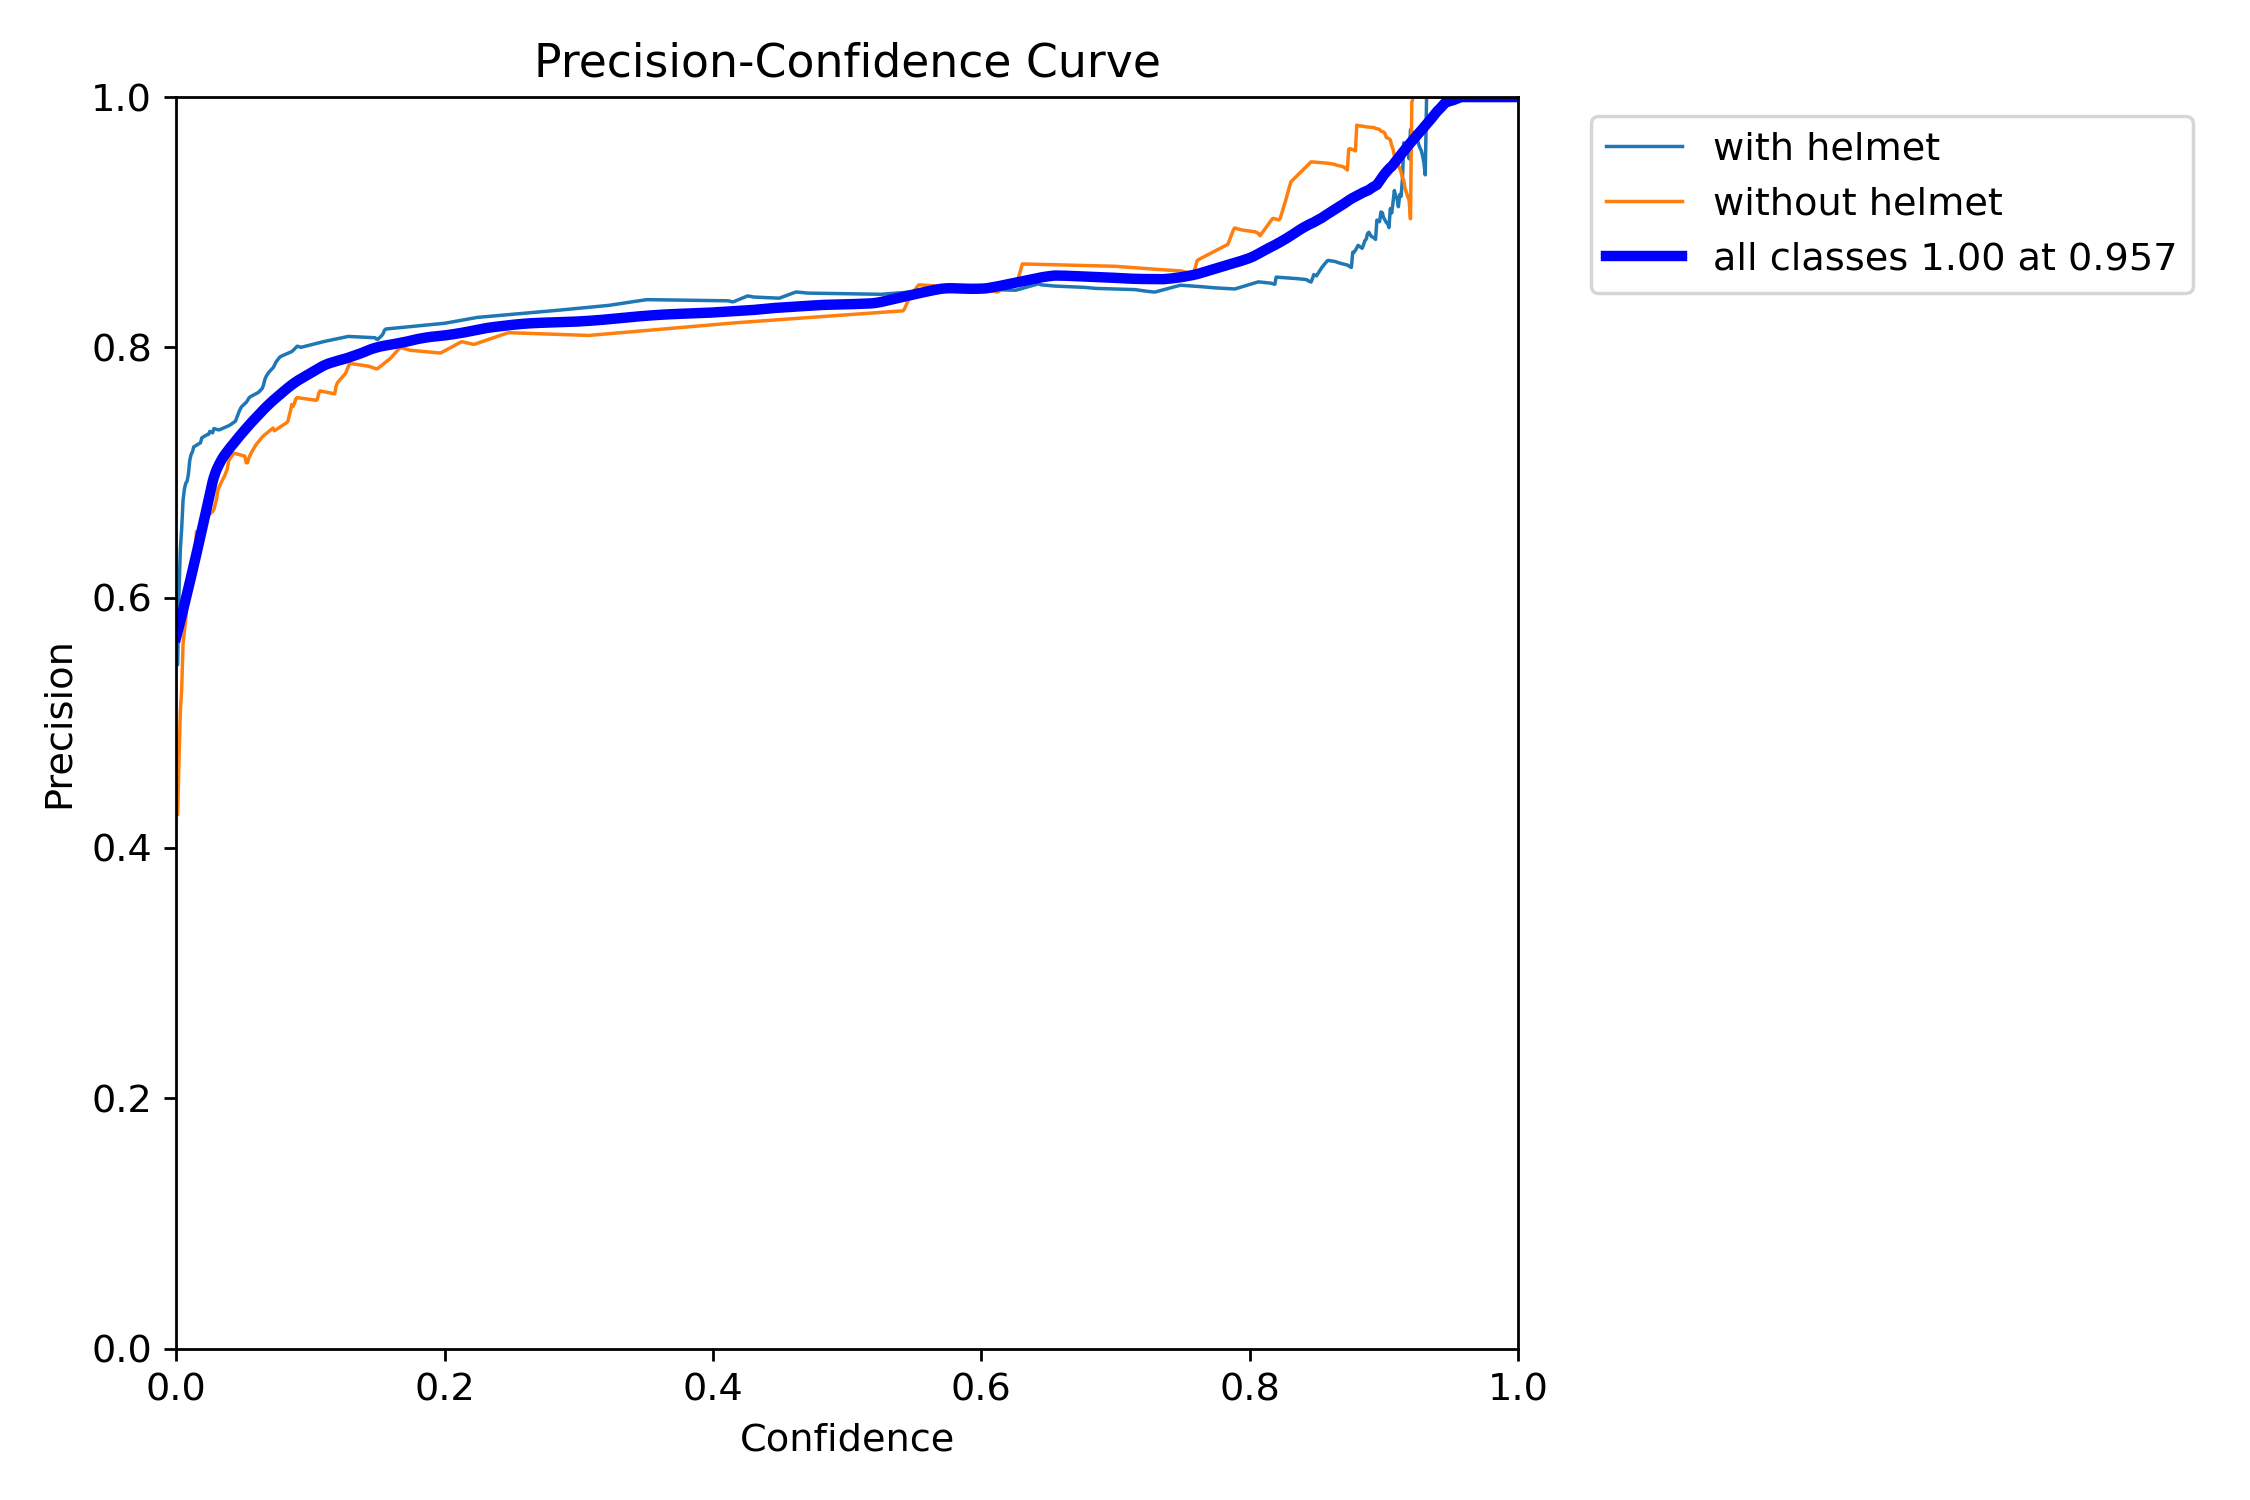 Precision-Confidence Curve
1.0
0.8
0.6
0.4
0.2
0.0
Precision
0.0 0.2 0.4 0.6 0.8 1.0
Confidence
with helmet
without helmet
all classes 1.00 at 0.957